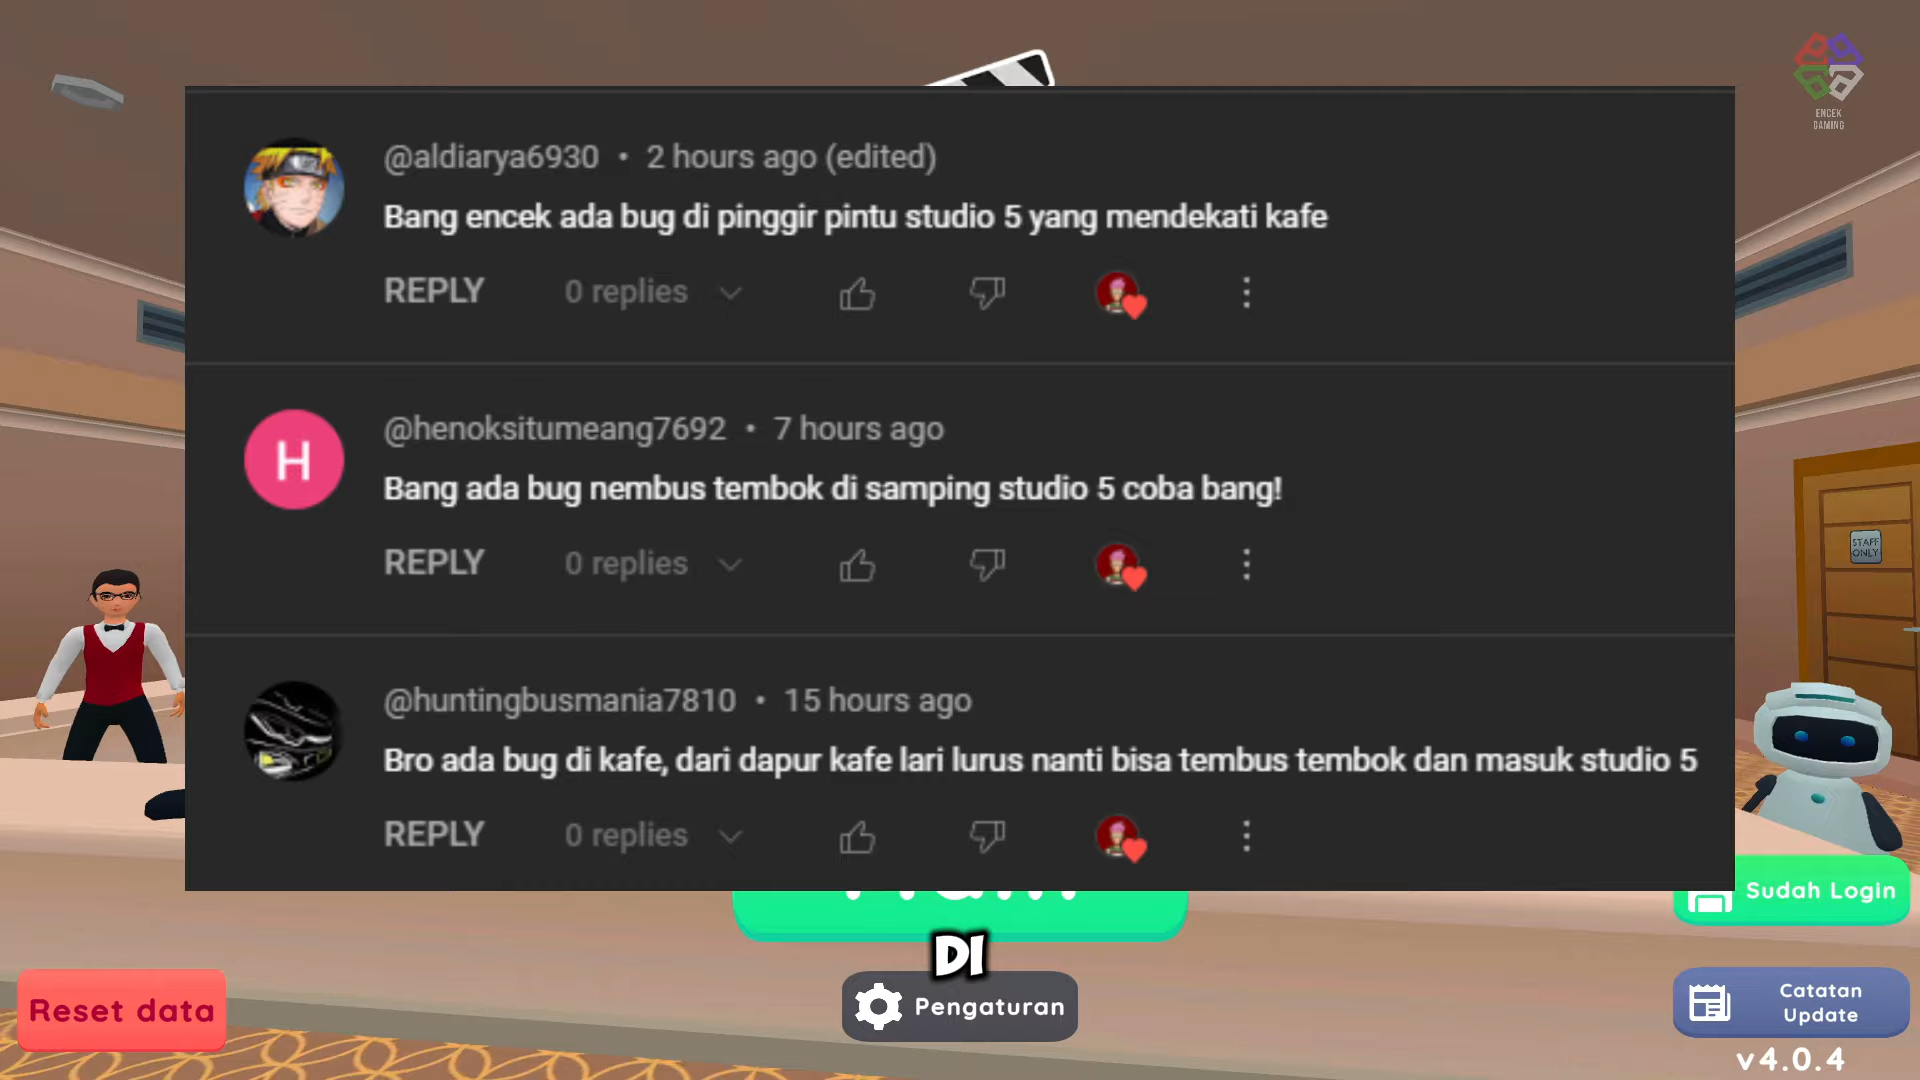 ENCEK
GAMING
@aldiarya6930 • 2 hours ago (edited)
Bang encek ada bug di pinggir pintu studio 5 yang mendekati kafe
REPLY 0 replies
@henoksitumeang7692 • 7 hours ago
H
Bang ada bug nembus tembok di samping studio 5 coba bang!
REPLY 0 replies
STAFF
ONLY
@huntingbusmania7810 • 15 hours ago
Bro ada bug di kafe, dari dapur kafe lari lurus nanti bisa tembus tembok dan masuk studio 5
REPLY 0 replies
Sudah Login
DI
Reset data
Pengaturan
Catatan
Update
v4.0.4